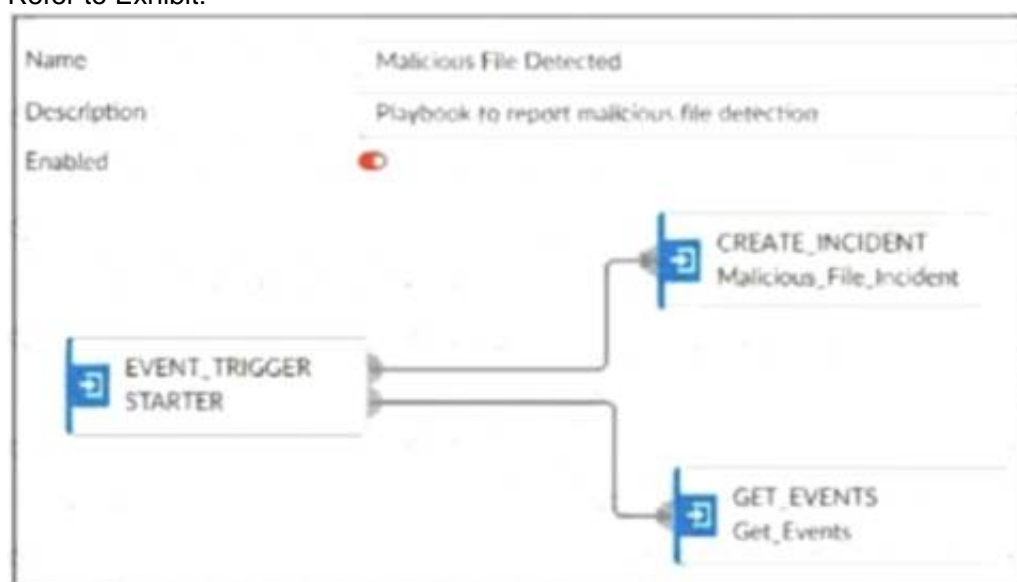 Refer to Exhibit:
Name Malicious File Detected
Description Playbook to report malicious file detection
Enabled
CREATE_INCIDENT
Malicious_File_Incident
EVENT_TRIGGER
STARTER
GET_EVENTS
Get_Events